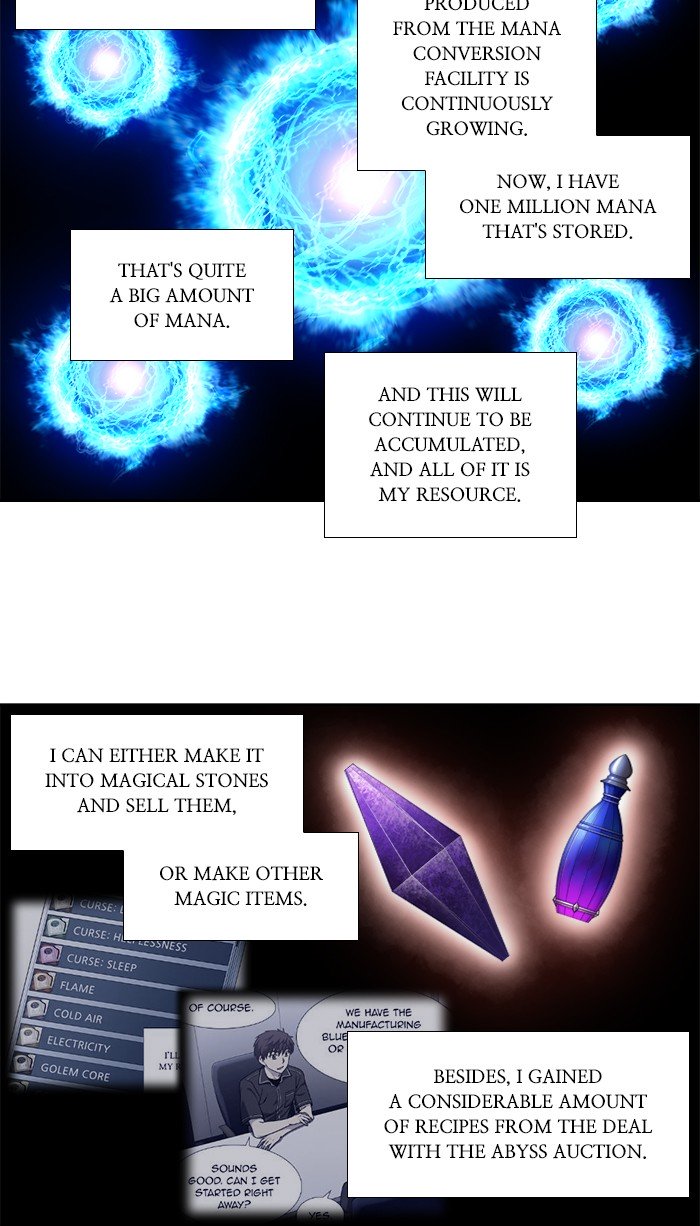 PRODUCED
FROM THE MANA
CONVERSION
FACILITY IS
CONTINUOUSLY
GROWING.
NOW, I HAVE
ONE MILLION MANA
THAT'S STORED.
THAT'S QUITE
A BIG AMOUNT
OF MANA.
AND THIS WILL
CONTINUE TO BE
ACCUMULATED,
AND ALL OF IT IS
MY RESOURCE.
I CAN EITHER MAKE IT
INTO MAGICAL STONES
AND SELL THEM,
OR MAKE OTHER
MAGIC ITEMS.
CURSE:
CURSE: HELPLESSNESS
CURSE: SLEEP
FLAME
COLD AIR
ELECTRICITY
GOLEM CORE
I'LL
MY
OF COURSE.
WE HAVE THE
MANUFACTURING
OR
BESIDES, I GAINED
A CONSIDERABLE AMOUNT
OF RECIPES FROM THE DEAL
WITH THE ABYSS AUCTION.
SOUNDS
GOOD. CAN I GET
STARTED RIGHT
AWAY?
YES.